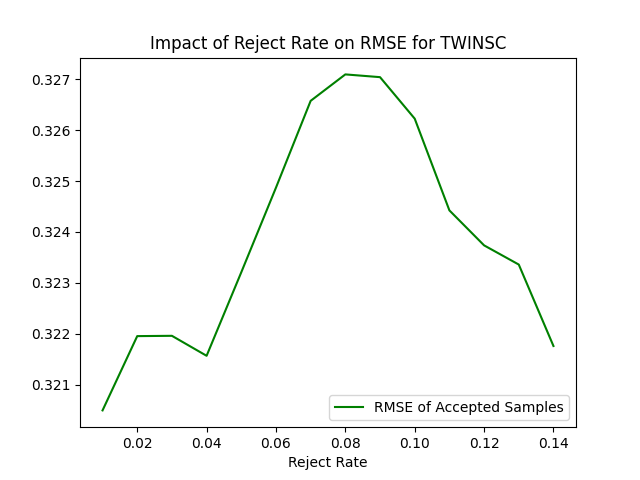 Impact of Reject Rate on RMSE for TWINSC
0.327
0.326
0.325
0.324
0.323
0.322
0.321
RMSE of Accepted Samples
0.02 0.04 0.06 0.08 0.10 0.12 0.14
Reject Rate